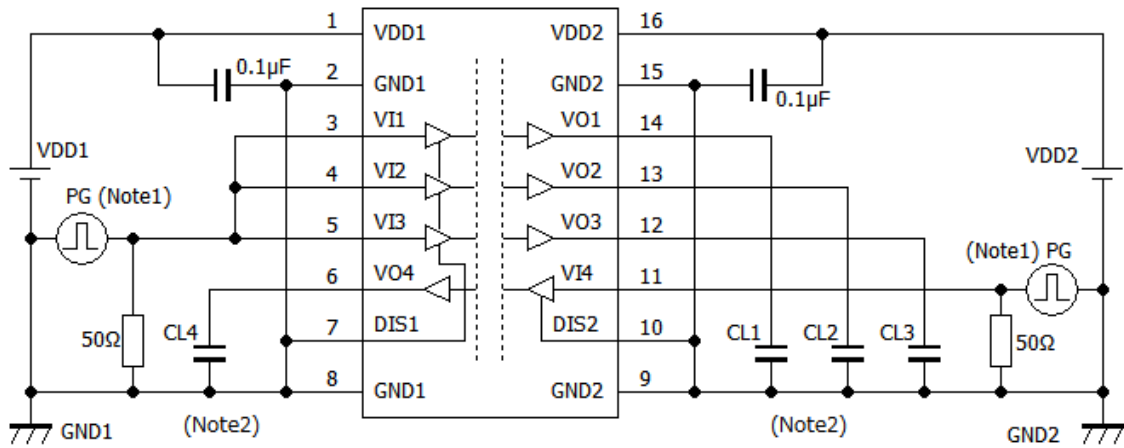 1
VDD1
VDD2
16
0.1µF
2
GND1
GND2
15
0.1µF
3
VI1
VO1
14
VDD1
4
VI2
VO2
13
VDD2
PG (Note1)
5
VI3
VO3
12
(Note1) PG
6
VO4
VI4
11
50Ω
CL4
7
DIS1
DIS2
10
CL1
CL2
CL3
50Ω
8
GND1
GND2
9
GND1
(Note2)
(Note2)
GND2